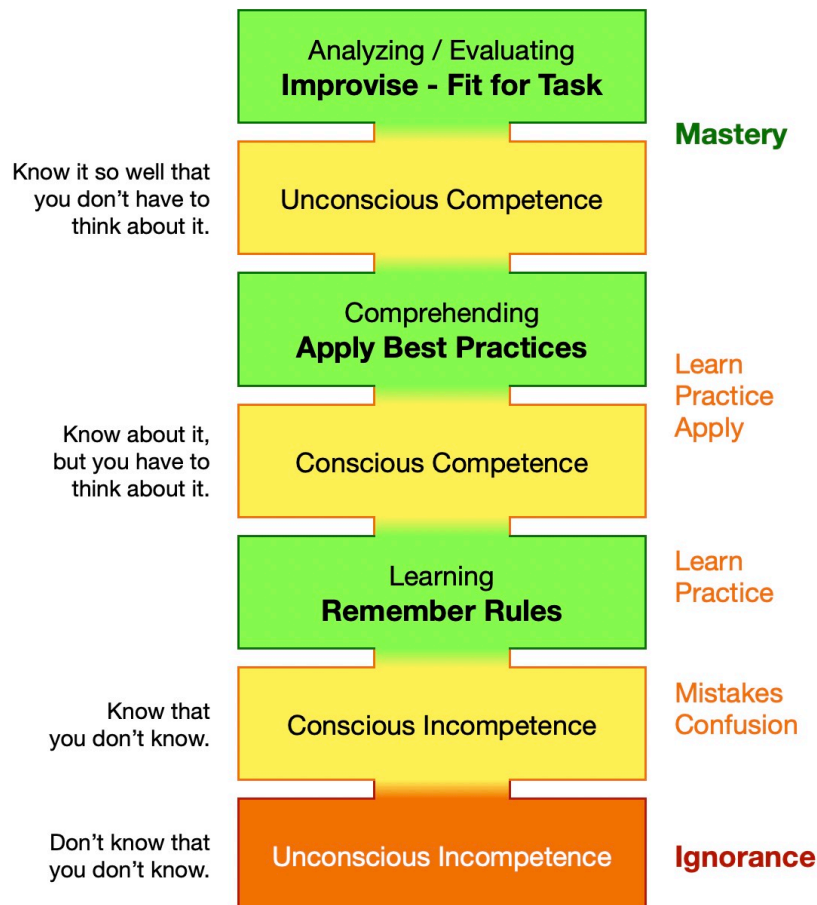 Analyzing / Evaluating
Improvise - Fit for Task
Mastery
Know it so well that
you don’t have to
think about it.
Unconscious Competence
Comprehending
Apply Best Practices
Learn
Practice
Apply
Know about it,
but you have to
think about it.
Conscious Competence
Learning
Remember Rules
Learn
Practice
Know that
you don’t know.
Conscious Incompetence
Mistakes
Confusion
Don’t know that
you don’t know.
Unconscious Incompetence
Ignorance